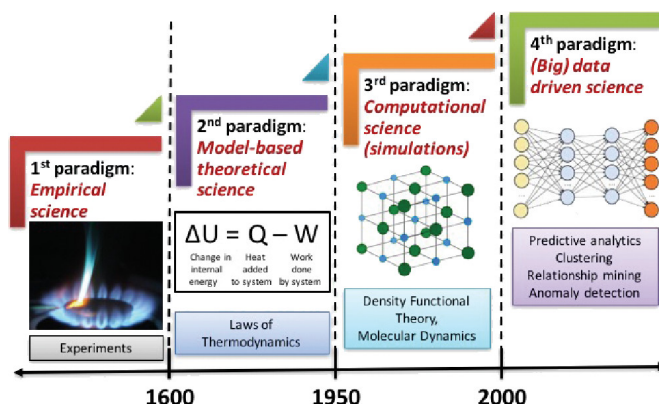 1st paradigm:
Empirical
science
Experiments
2nd paradigm:
Model-based
theoretical
science
ΔU = Q – W
Change in internal energy
Heat added to system
Work done by system
Laws of
Thermodynamics
3rd paradigm:
Computational
science
(simulations)
Density Functional
Theory,
Molecular Dynamics
4th paradigm:
(Big) data
driven science
Predictive analytics
Clustering
Relationship mining
Anomaly detection
1600
1950
2000